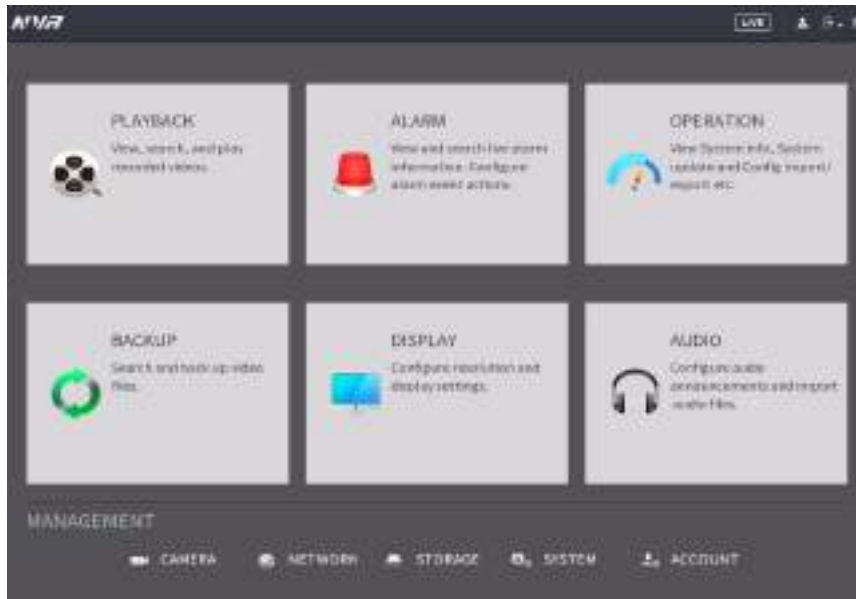 NVR
LIVE
PLAYBACK
View, search, and play
recorded videos.
ALARM
View and search live alarm
information. Configure
alarm event actions.
OPERATION
View System info, System
update and Config import/
export etc.
BACKUP
Search and back up video
files.
DISPLAY
Configure resolution and
display settings.
AUDIO
Configure audio
announcements and import
audio files.
MANAGEMENT
CAMERA NETWORK STORAGE SYSTEM ACCOUNT